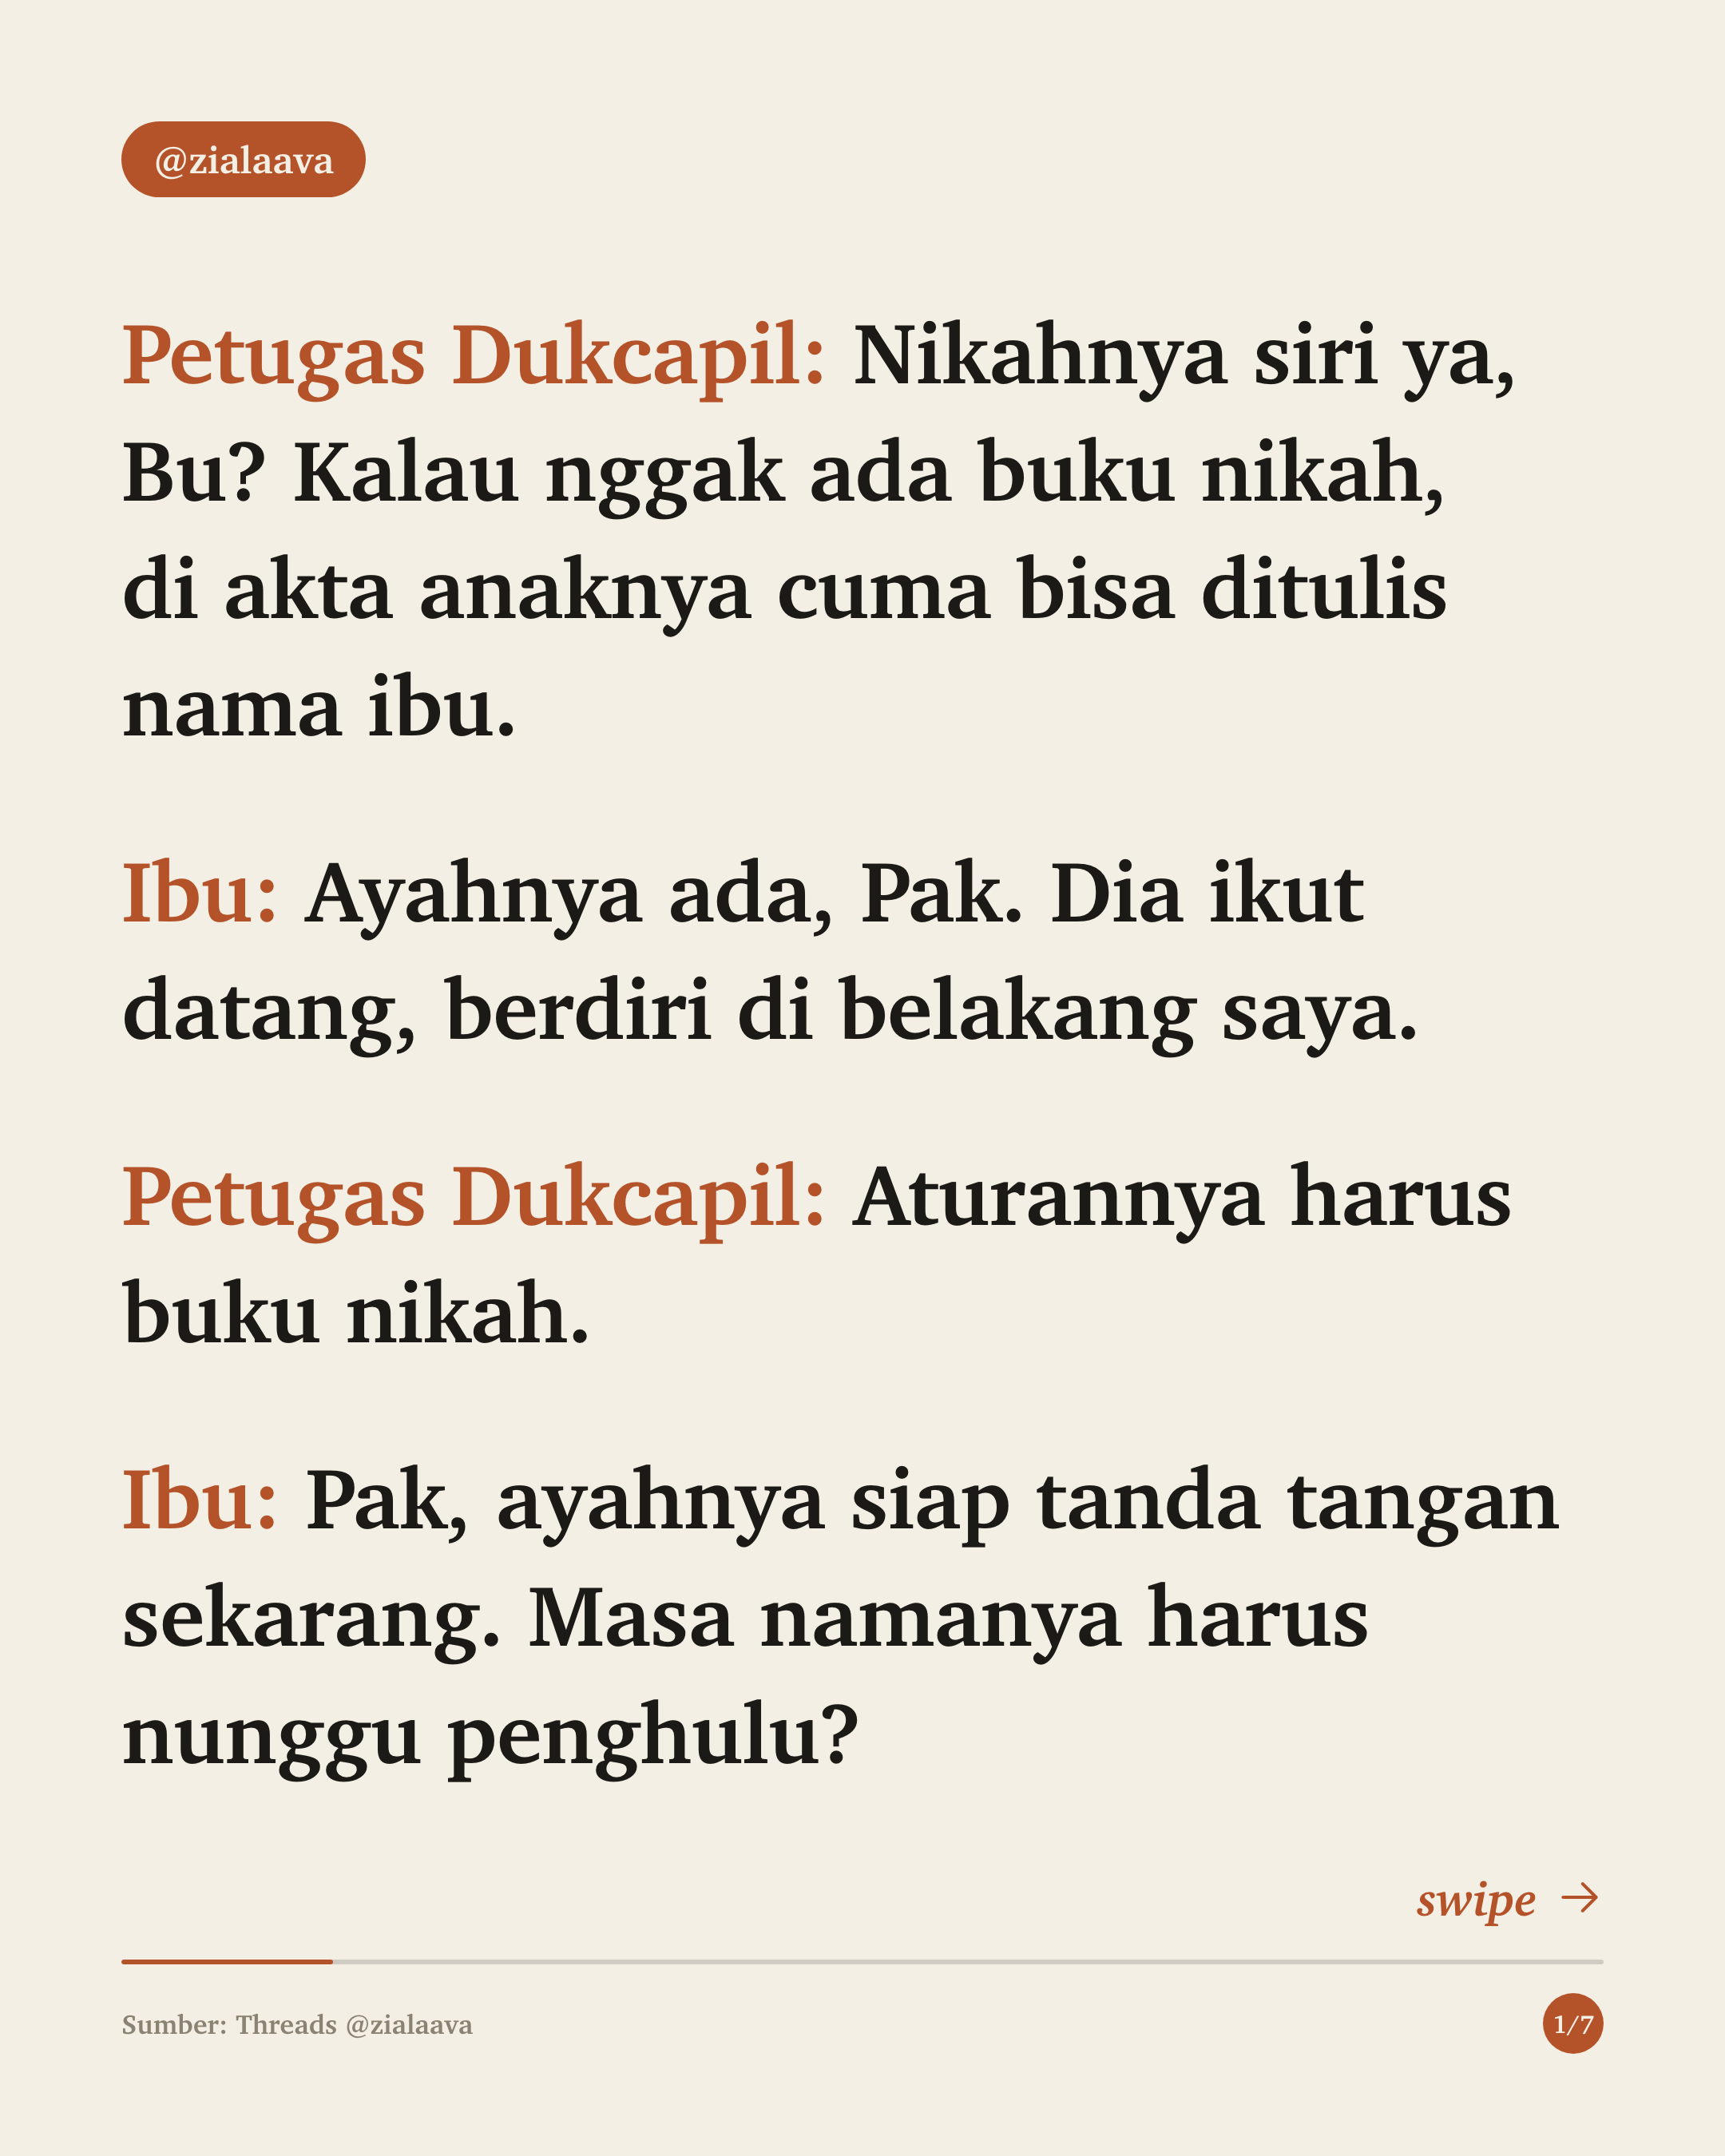 @zialaava
Petugas Dukcapil: Nikahnya siri ya,
Bu? Kalau nggak ada buku nikah,
di akta anaknya cuma bisa ditulis
nama ibu.
Ibu: Ayahnya ada, Pak. Dia ikut
datang, berdiri di belakang saya.
Petugas Dukcapil: Aturannya harus
buku nikah.
Ibu: Pak, ayahnya siap tanda tangan
sekarang. Masa namanya harus
nunggu penghulu?
swipe →
Sumber: Threads @zialaava
1/7